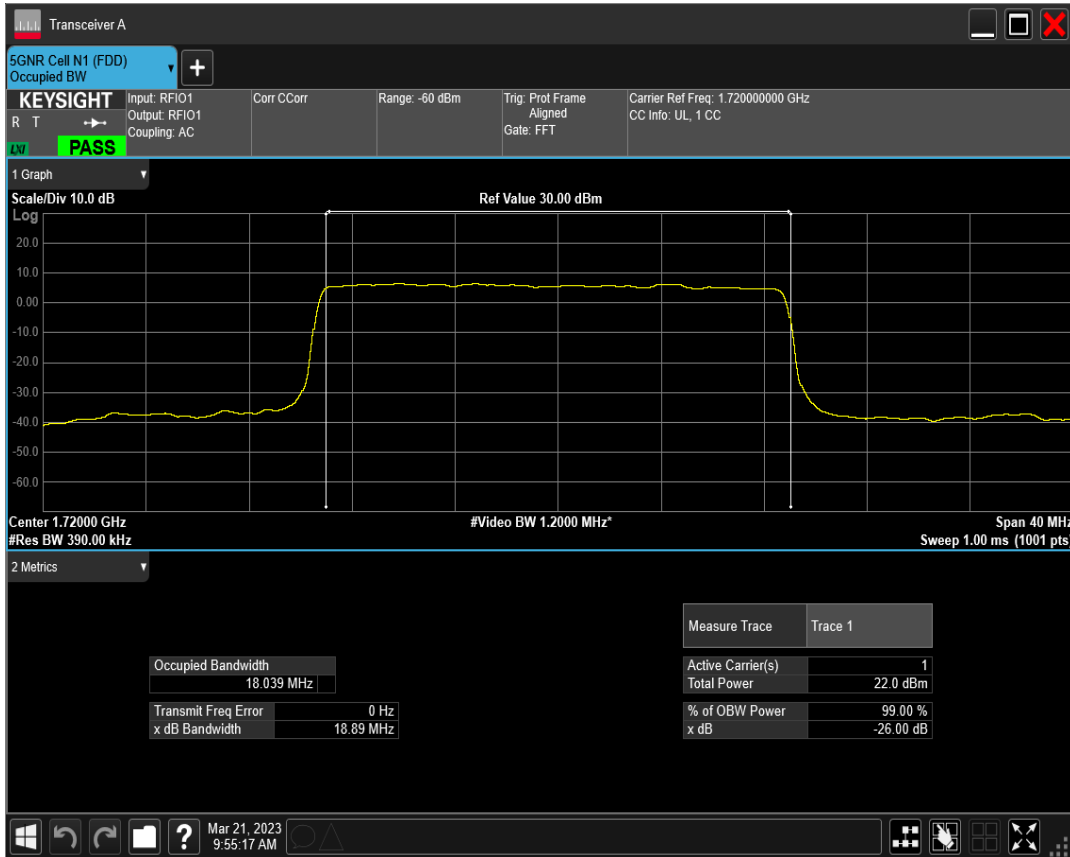 Transceiver A
5GNR Cell N1 (FDD)
Occupied BW
+
KEYSIGHT
R T
LXI
PASS
Input: RFIO1
Output: RFIO1
Coupling: AC
Corr CCorr
Range: -60 dBm
Trig: Prot Frame
Aligned
Gate: FFT
Carrier Ref Freq: 1.720000000 GHz
CC Info: UL, 1 CC
1 Graph
Scale/Div 10.0 dB
Ref Value 30.00 dBm
Log
20.0
10.0
0.00
-10.0
-20.0
-30.0
-40.0
-50.0
-60.0
Center 1.72000 GHz
#Video BW 1.2000 MHz*
Span 40 MHz
#Res BW 390.00 kHz
Sweep 1.00 ms (1001 pts)
2 Metrics
Measure Trace Trace 1
Occupied Bandwidth
18.039 MHz
Active Carrier(s) 1
Total Power 22.0 dBm
Transmit Freq Error 0 Hz
x dB Bandwidth 18.89 MHz
% of OBW Power 99.00 %
x dB -26.00 dB
?
Mar 21, 2023
9:55:17 AM